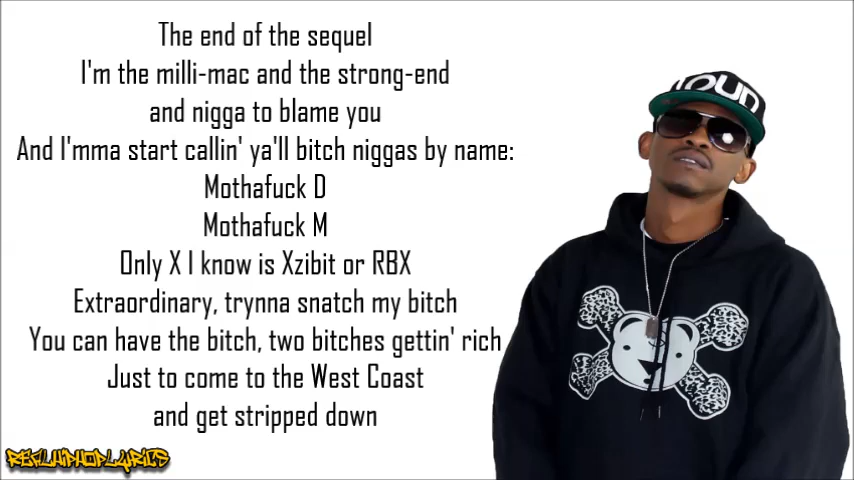 The end of the sequel
I'm the milli-mac and the strong-end
and nigga to blame you
And I'mma start callin' ya'll bitch niggas by name:
Mothafuck D
Mothafuck M
Only X I know is Xzibit or RBX
Extraordinary, trynna snatch my bitch
You can have the bitch, two bitches gettin' rich
Just to come to the West Coast
and get stripped down
LOUD
REALHIPHOPLYRICS